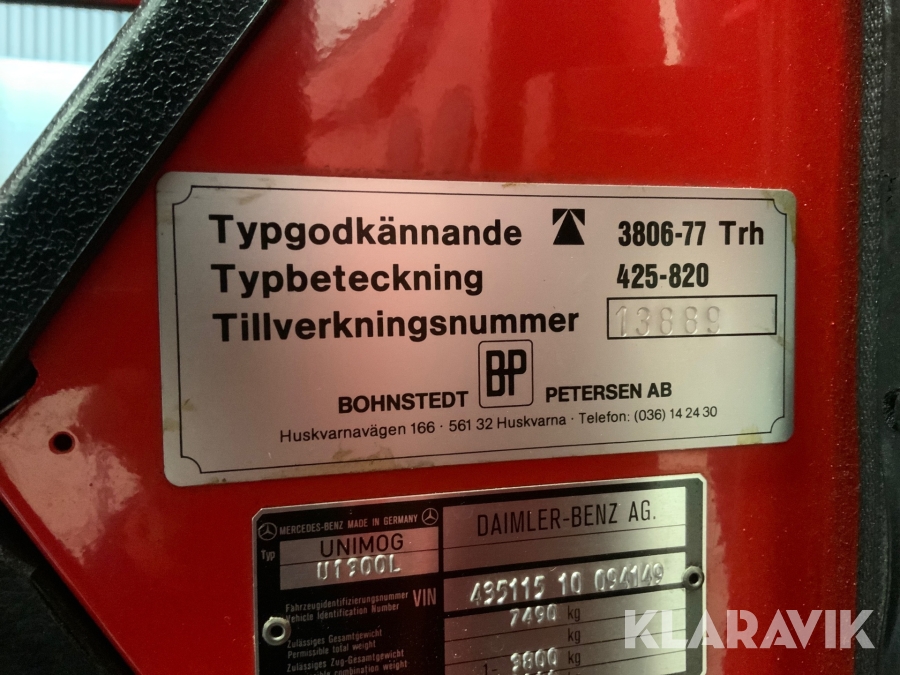 Typgodkännande 3806-77 Trh
Typbeteckning 425-820
Tillverkningsnummer 13889
BP
BOHNSTEDT PETERSEN AB
Huskvarnavägen 166 · 561 32 Huskvarna · Telefon: (036) 14 24 30
MERCEDES-BENZ MADE IN GERMANY
DAIMLER-BENZ AG.
Typ UNIMOG
U1300L
Fahrzeugidentifizierungsnummer
Vehicle Identification Number VIN 435115 10 094149
7490 kg
Zulässiges Gesamtgewicht kg
Permissible total weight
Zulässiges Zug-Gesamtgewicht 1- 9800 kg
combination weight
KLARAVIK